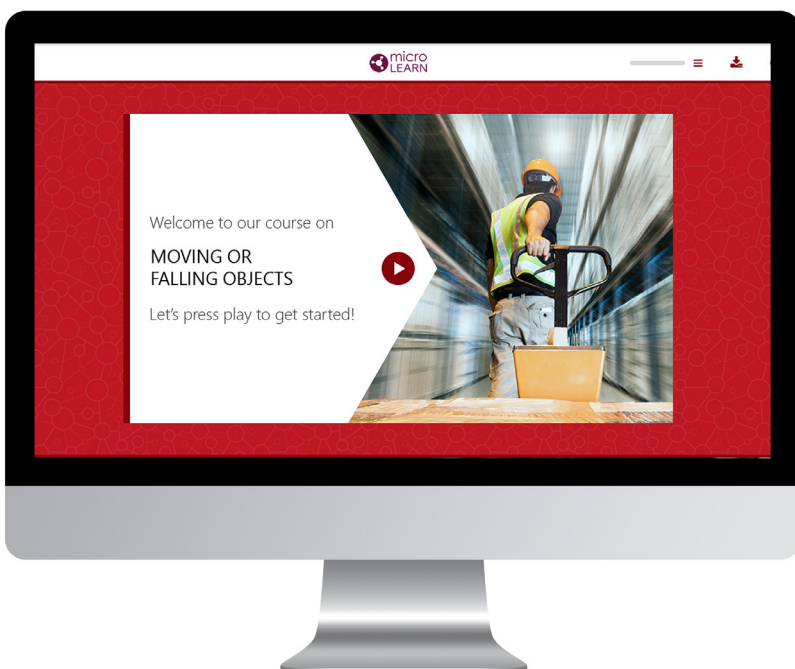 micro
LEARN
Welcome to our course on
MOVING OR
FALLING OBJECTS
Let's press play to get started!